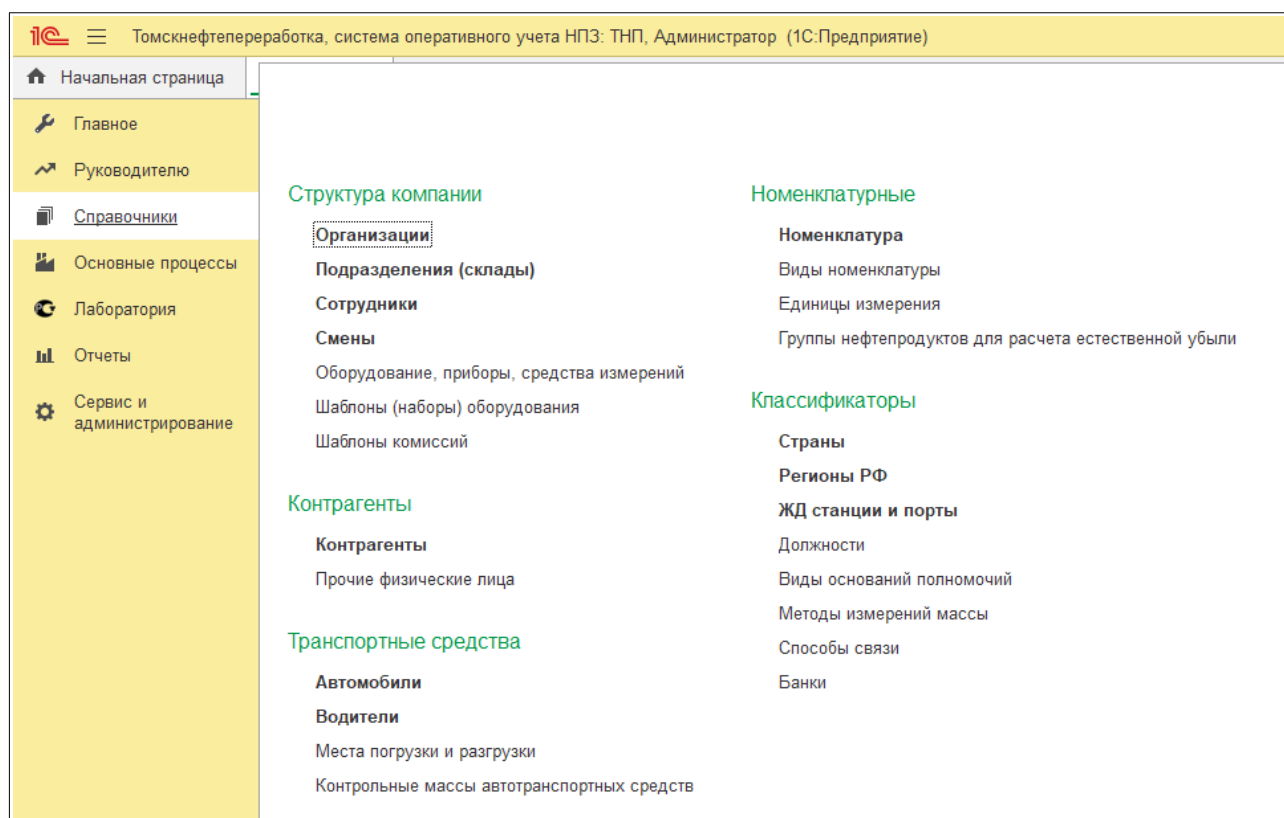 1С Томскнефтепереработка, система оперативного учета НПЗ: ТНП, Администратор (1С:Предприятие)
Начальная страница
Главное
Руководителю
Справочники
Основные процессы
Лаборатория
Отчеты
Сервис и
администрирование
Структура компании
Организации
Подразделения (склады)
Сотрудники
Смены
Оборудование, приборы, средства измерений
Шаблоны (наборы) оборудования
Шаблоны комиссий
Контрагенты
Контрагенты
Прочие физические лица
Транспортные средства
Автомобили
Водители
Места погрузки и разгрузки
Контрольные массы автотранспортных средств
Номенклатурные
Номенклатура
Виды номенклатуры
Единицы измерения
Группы нефтепродуктов для расчета естественной убыли
Классификаторы
Страны
Регионы РФ
ЖД станции и порты
Должности
Виды оснований полномочий
Методы измерений массы
Способы связи
Банки